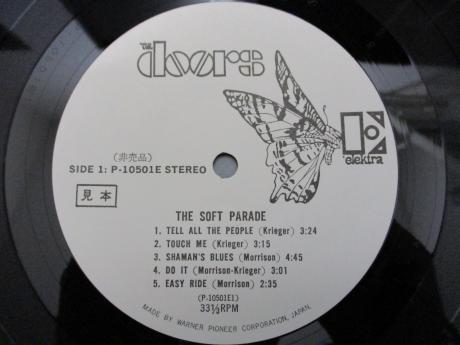 THE doors
elektra
(非売品)
SIDE 1: P-10501E STEREO
見本
THE SOFT PARADE
1. TELL ALL THE PEOPLE (Krieger) 3:24
2. TOUCH ME (Krieger) 3:15
3. SHAMAN'S BLUES (Morrison) 4:45
4. DO IT (Morrison-Krieger) 3:01
5. EASY RIDE (Morrison) 2:35
(P-10501E1)
33⅓RPM
MADE BY WARNER PIONEER CORPORATION, JAPAN.